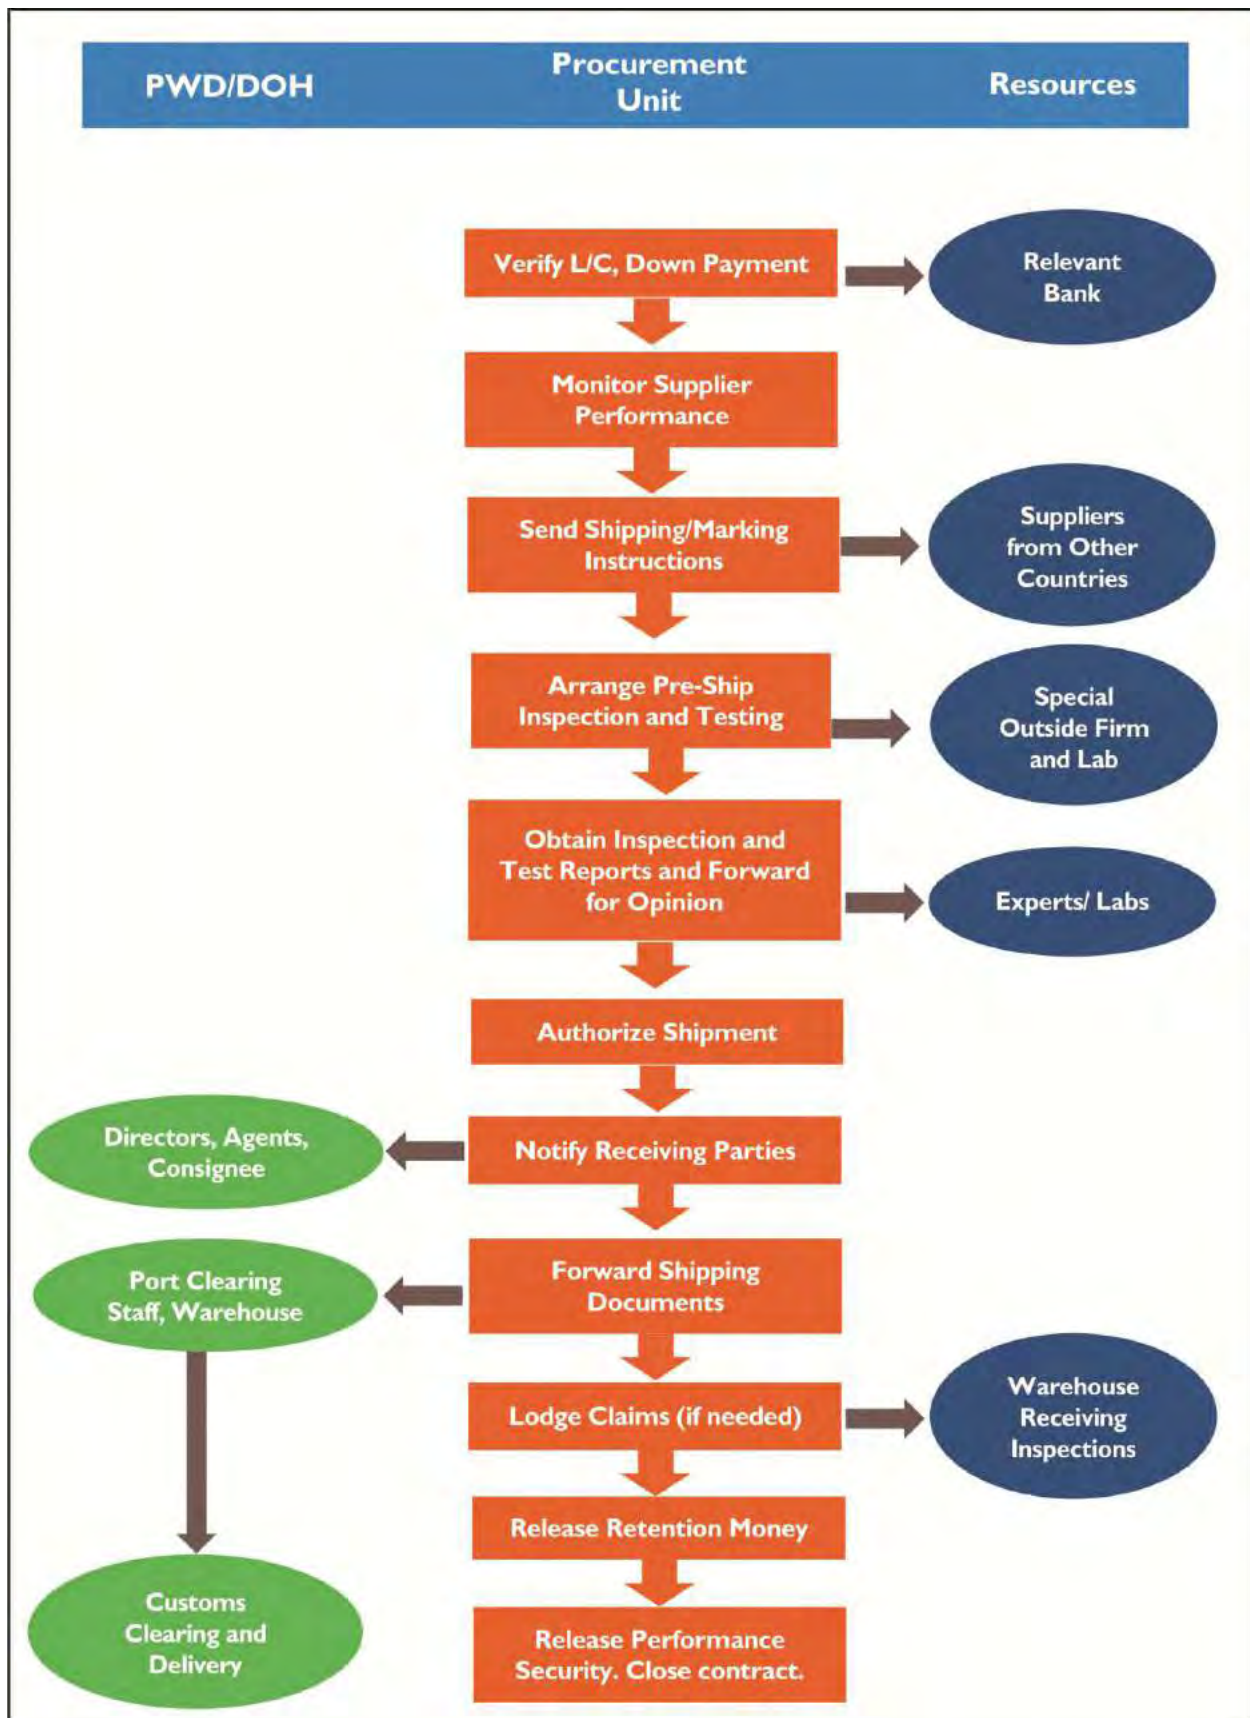 PWD/DOH
Procurement
Unit
Resources
Verify L/C, Down Payment
Relevant
Bank
Monitor Supplier
Performance
Send Shipping/Marking
Instructions
Suppliers
from Other
Countries
Arrange Pre-Ship
Inspection and Testing
Special
Outside Firm
and Lab
Obtain Inspection and
Test Reports and Forward
for Opinion
Experts/ Labs
Authorize Shipment
Directors, Agents,
Consignee
Notify Receiving Parties
Port Clearing
Staff, Warehouse
Forward Shipping
Documents
Lodge Claims (if needed)
Warehouse
Receiving
Inspections
Release Retention Money
Customs
Clearing and
Delivery
Release Performance
Security. Close contract.